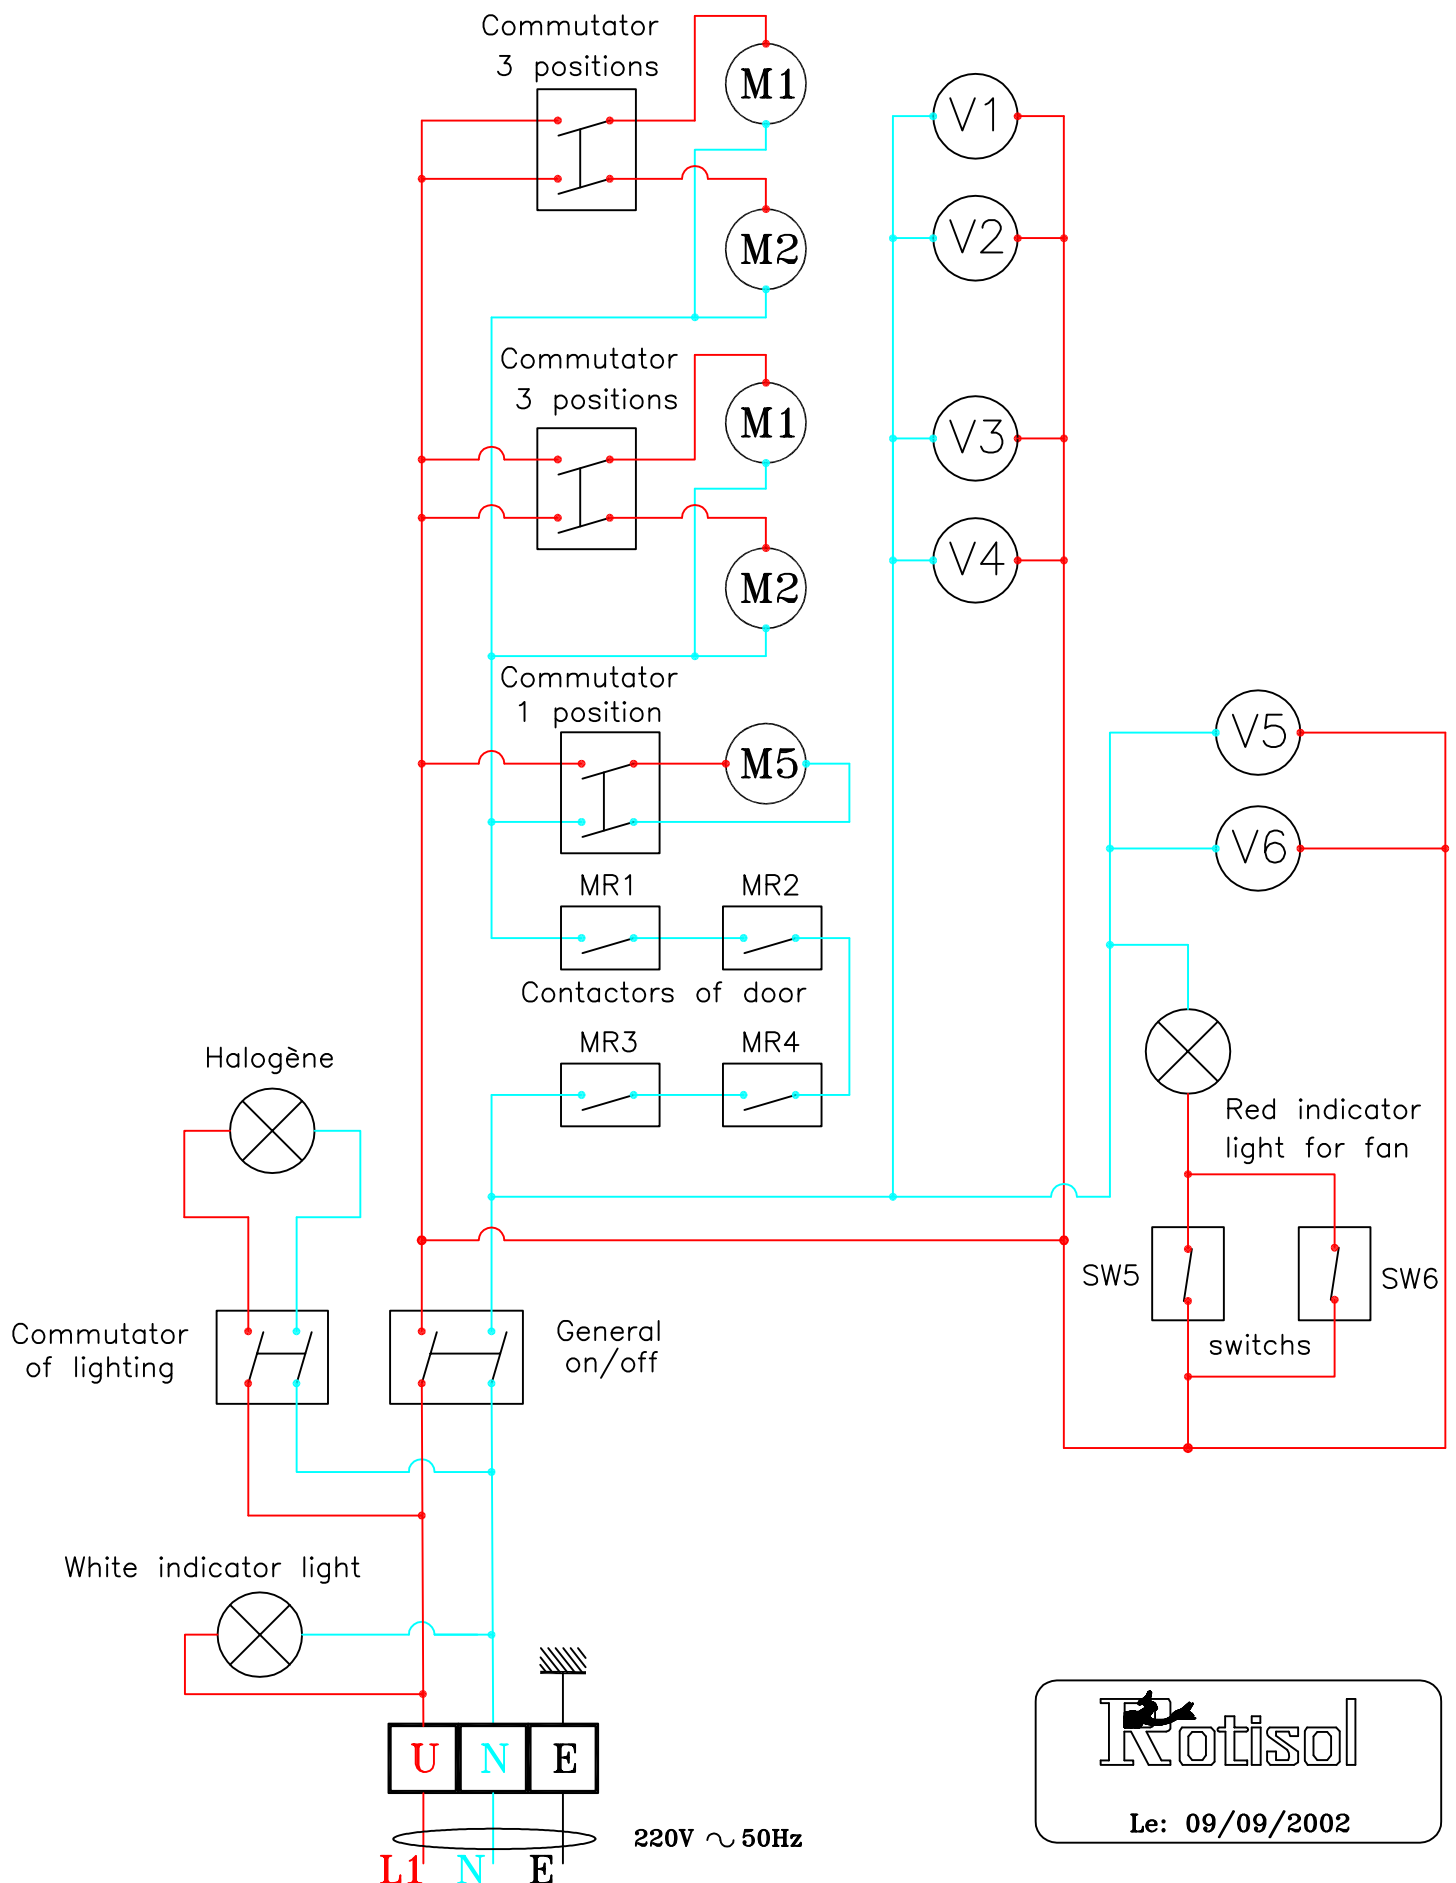 Commutator
3 positions
M1
V1
V2
M2
Commutator
3 positions
M1
V3
V4
M2
Commutator
1 position
V5
M5
V6
MR1
MR2
Contactors of door
MR3
MR4
Halogène
Red indicator
light for fan
SW5
SW6
switchs
Commutator
of lighting
General
on/off
White indicator light
U
N
E
Rotisol
Le: 09/09/2002
220V ~ 50Hz
L1
N
E